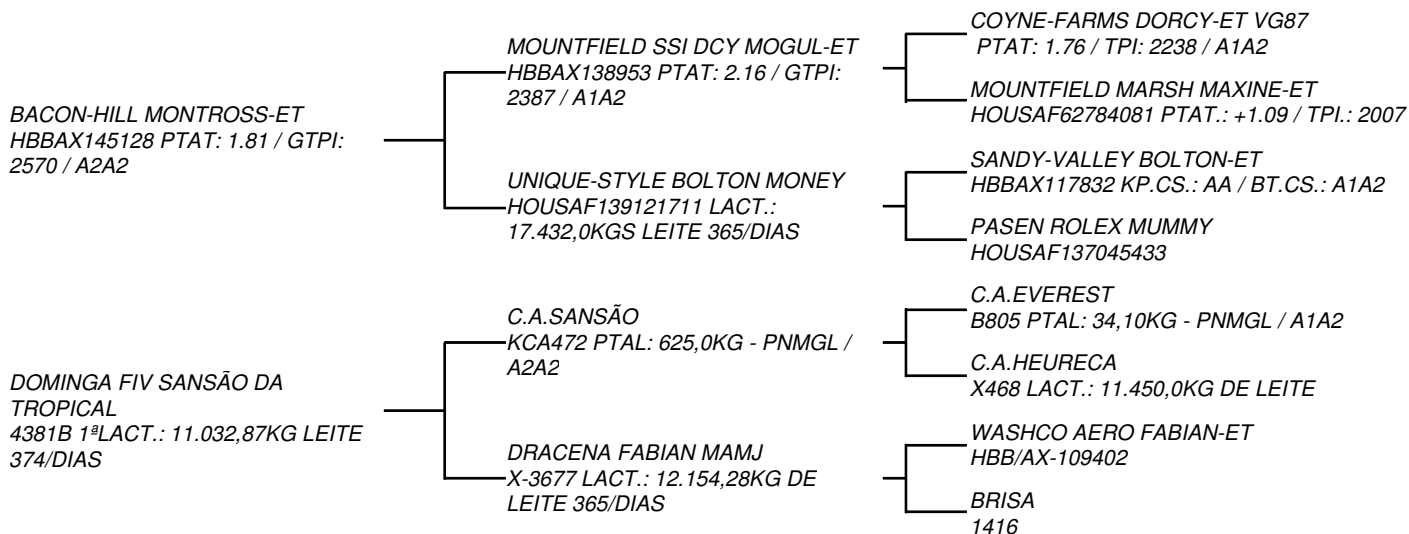 BACON-HILL MONTROSS-ET
HBBAX145128 PTAT: 1.81 / GTPI:
2570 / A2A2
DOMINGA FIV SANSÃO DA
TROPICAL
4381B 1ªLACT.: 11.032,87KG LEITE
374/DIAS
MOUNTFIELD SSI DCY MOGUL-ET
HBBAX138953 PTAT: 2.16 / GTPI:
2387 / A1A2
UNIQUE-STYLE BOLTON MONEY
HOUSAF139121711 LACT.:
17.432,0KGS LEITE 365/DIAS
C.A.SANSÃO
KCA472 PTAL: 625,0KG - PNMGL /
A2A2
DRACENA FABIAN MAMJ
X-3677 LACT.: 12.154,28KG DE
LEITE 365/DIAS
COYNE-FARMS DORCY-ET VG87
PTAT: 1.76 / TPI: 2238 / A1A2
MOUNTFIELD MARSH MAXINE-ET
HOUSAF62784081 PTAT.: +1.09 / TPI.: 2007
SANDY-VALLEY BOLTON-ET
HBBAX117832 KP.CS.: AA / BT.CS.: A1A2
PASEN ROLEX MUMMY
HOUSAF137045433
C.A.EVEREST
B805 PTAL: 34,10KG - PNMGL / A1A2
C.A.HEURECA
X468 LACT.: 11.450,0KG DE LEITE
WASHCO AERO FABIAN-ET
HBB/AX-109402
BRISA
1416